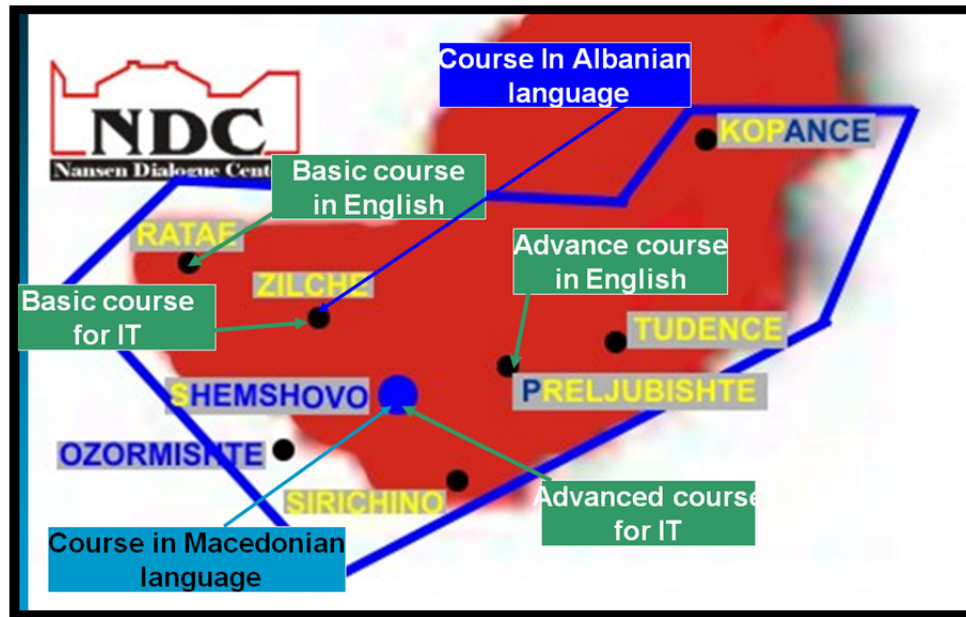 Course In Albanian
language
NDC
Nansen Dialogue Cent
KOPANCE
Basic course
in English
RATAE
Advance course
in English
ZILCHE
Basic course
for IT
TUDENCE
SHEMSHOVO
PRELJUBISHTE
OZORMISHTE
SIRICHINO
Advanced course
for IT
Course in Macedonian
language